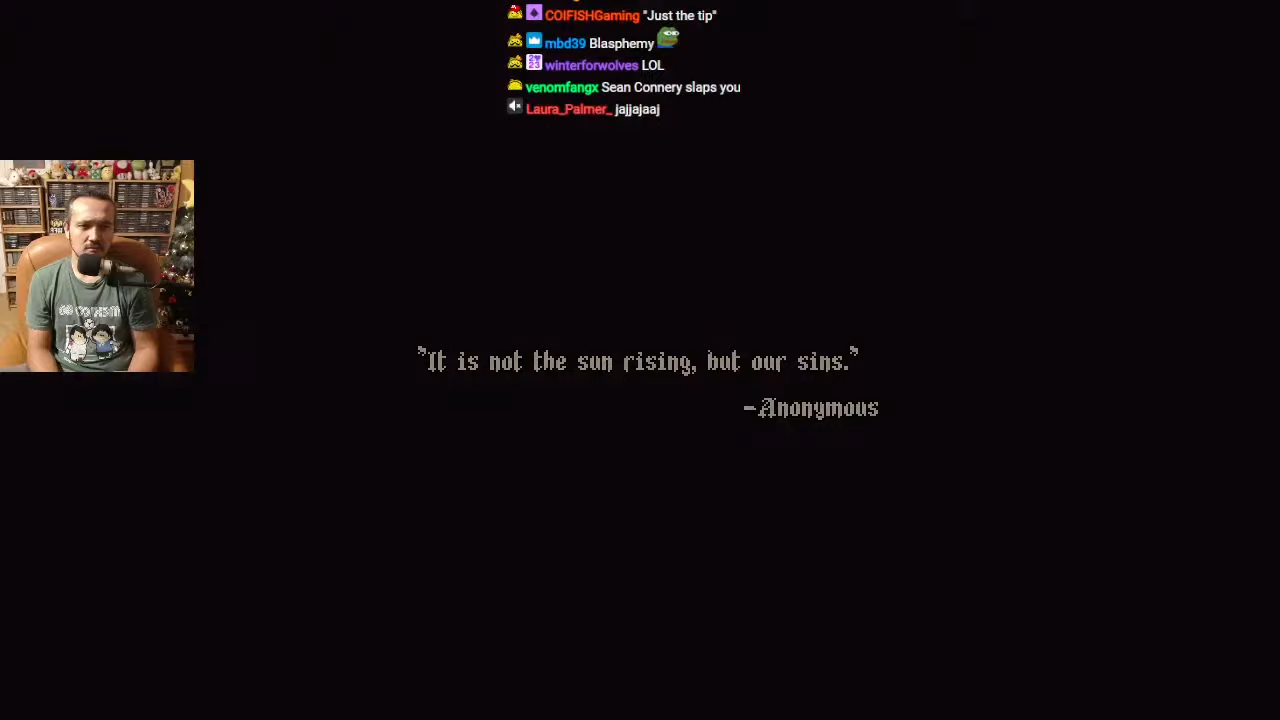 COIFISHGaming "Just the tip"
mbd39 Blasphemy
winterforwolves LOL
venomfangx Sean Connery slaps you
Laura_Palmer_ jajjajaaj
"It is not the sun rising, but our sins."
-Anonymous